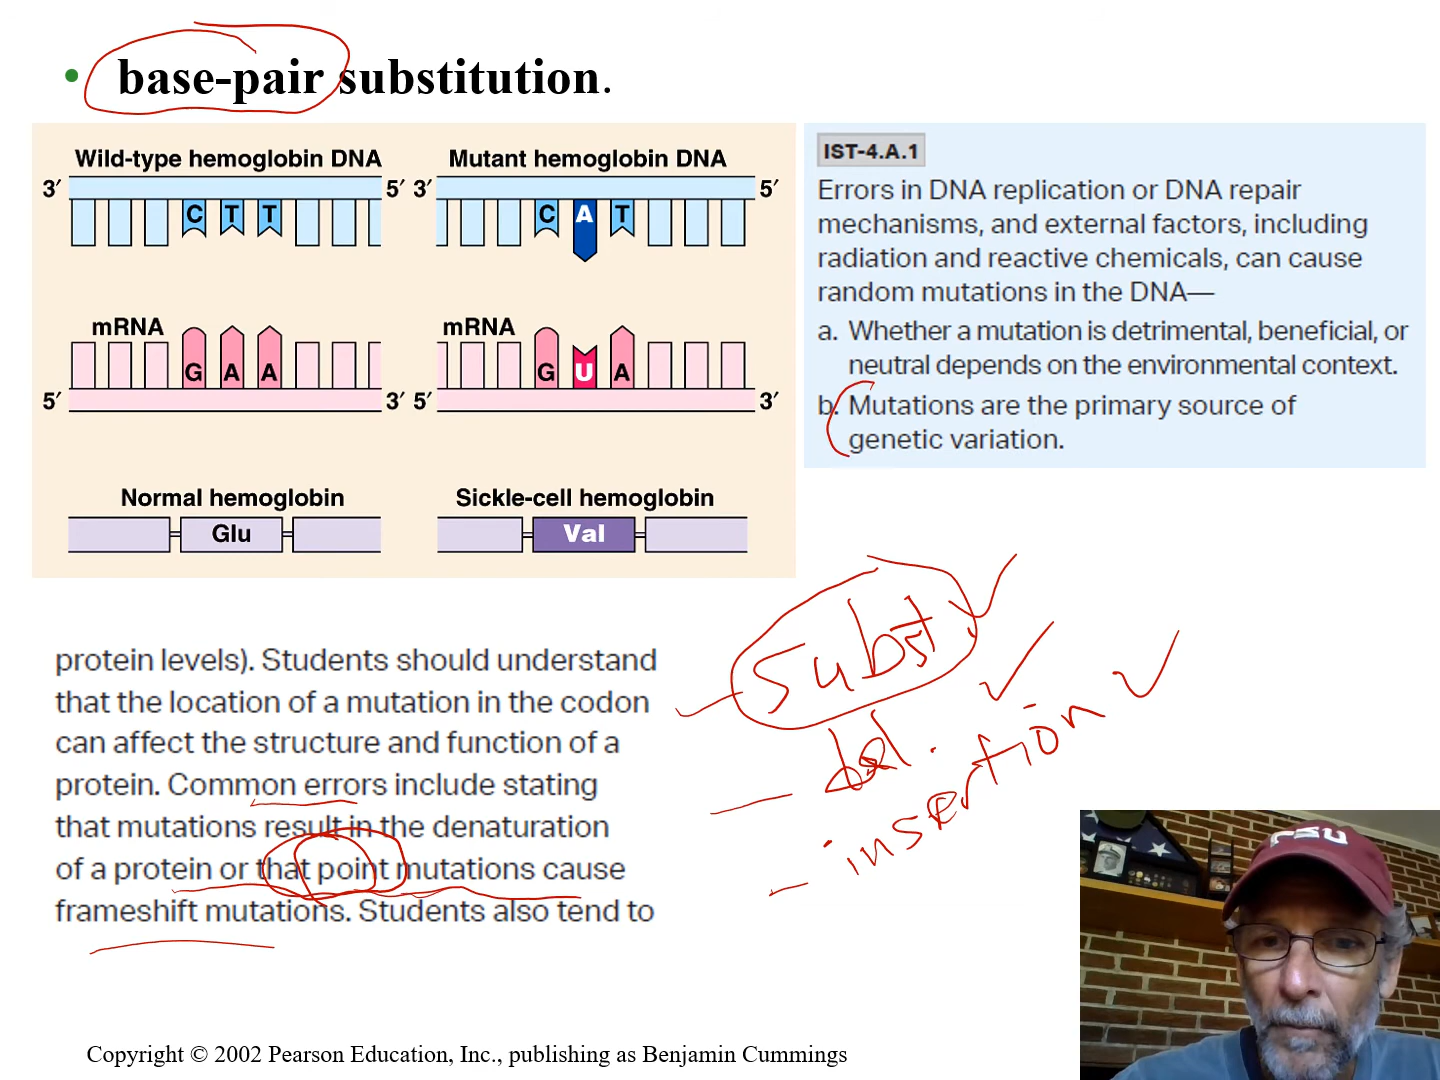 • base-pair substitution.
Wild-type hemoglobin DNA
3′ 5′
C T T
mRNA
G A A
5′ 3′
Normal hemoglobin
Glu
Mutant hemoglobin DNA
3′ 5′
C A T
mRNA
G U A
5′ 3′
Sickle-cell hemoglobin
Val
IST-4.A.1
Errors in DNA replication or DNA repair
mechanisms, and external factors, including
radiation and reactive chemicals, can cause
random mutations in the DNA—
a. Whether a mutation is detrimental, beneficial, or
neutral depends on the environmental context.
b. Mutations are the primary source of
genetic variation.
protein levels). Students should understand
that the location of a mutation in the codon
can affect the structure and function of a
protein. Common errors include stating
that mutations result in the denaturation
of a protein or that point mutations cause
frameshift mutations. Students also tend to
- Subst.
- del.
- insertion
FSU
Copyright © 2002 Pearson Education, Inc., publishing as Benjamin Cummings